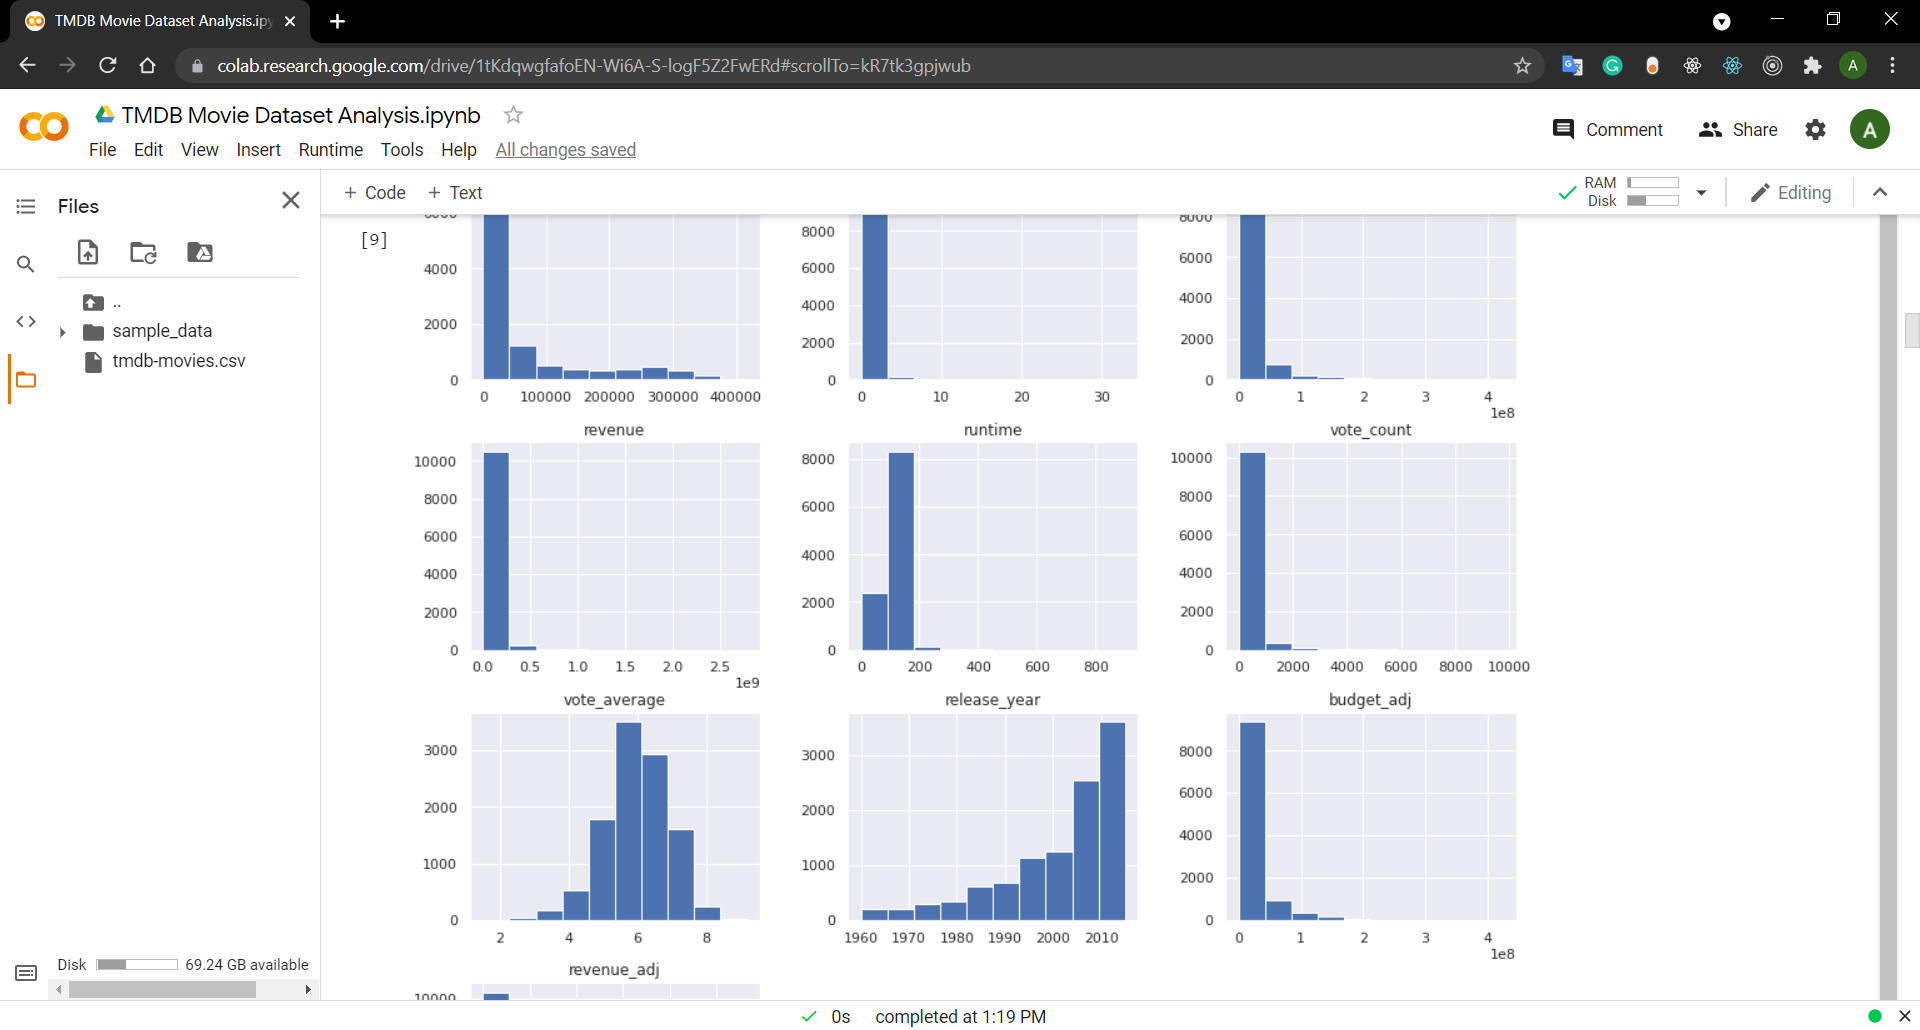 TMDB Movie Dataset Analysis.ipy
colab.research.google.com/drive/1tKdqwgfafoEN-Wi6A-S-logF5Z2FwERd#scrollTo=kR7tk3gpjwub
A
TMDB Movie Dataset Analysis.ipynb
Comment
Share
A
File Edit View Insert Runtime Tools Help All changes saved
Files
+ Code + Text
RAM
Disk
Editing
..
sample_data
tmdb-movies.csv
[9]
6000
4000
2000
0
0 100000 200000 300000 400000
8000
6000
4000
2000
0
0 10 20 30
8000
6000
4000
2000
0
0 1 2 3 4
1e8
revenue
10000
8000
6000
4000
2000
0
0.0 0.5 1.0 1.5 2.0 2.5
1e9
runtime
8000
6000
4000
2000
0
0 200 400 600 800
vote_count
10000
8000
6000
4000
2000
0
0 2000 4000 6000 8000 10000
vote_average
3000
2000
1000
0
2 4 6 8
release_year
3000
2000
1000
0
1960 1970 1980 1990 2000 2010
budget_adj
8000
6000
4000
2000
0
0 1 2 3 4
1e8
revenue_adj
10000
Disk 69.24 GB available
0s completed at 1:19 PM